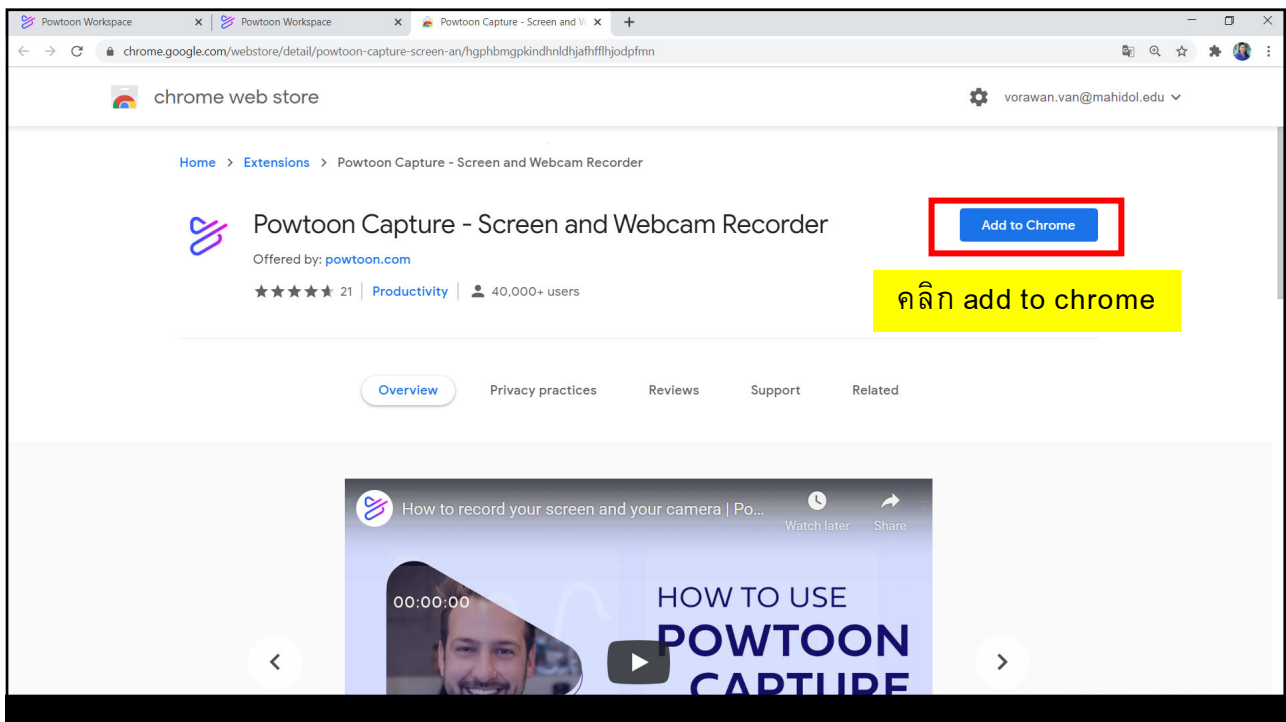 Powtoon Workspace
Powtoon Workspace
Powtoon Capture - Screen and W
chrome.google.com/webstore/detail/powtoon-capture-screen-an/hgphbmgpkindhnldhjafhfflhjodpfmn
chrome web store
vorawan.van@mahidol.edu
Home > Extensions > Powtoon Capture - Screen and Webcam Recorder
Powtoon Capture - Screen and Webcam Recorder
Add to Chrome
Offered by: powtoon.com
21 | Productivity | 40,000+ users
คลิก add to chrome
Overview Privacy practices Reviews Support Related
How to record your screen and your camera | Po...
Watch later Share
00:00:00
HOW TO USE
POWTOON
CAPTURE